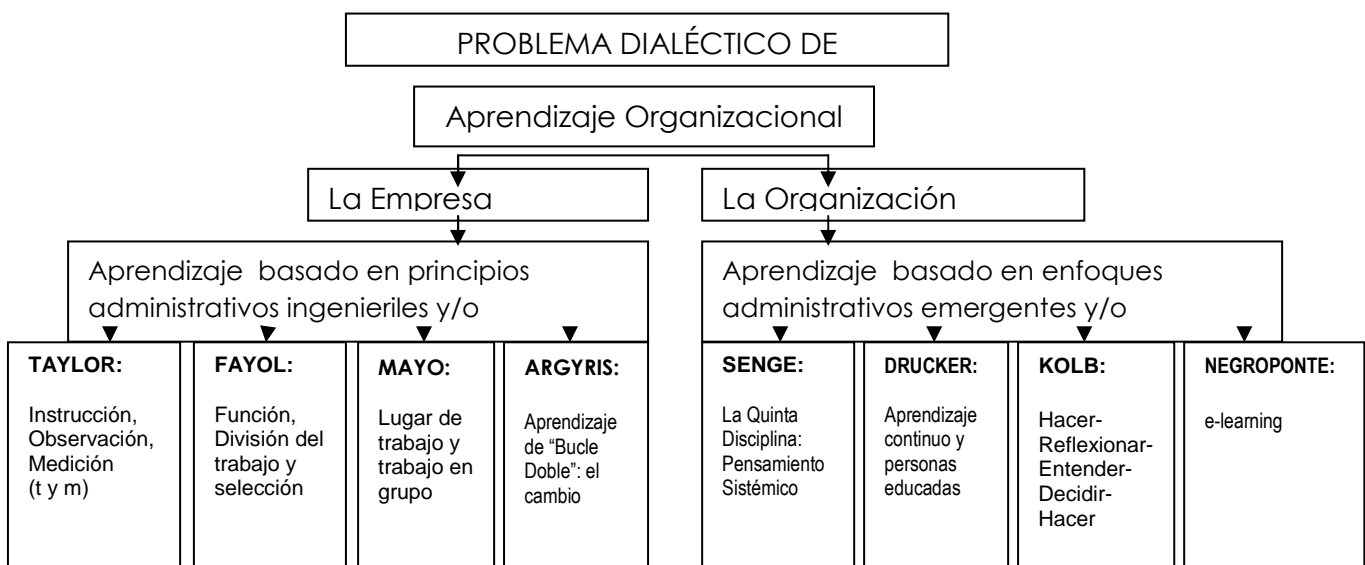 PROBLEMA DIALÉCTICO DE
Aprendizaje Organizacional
La Empresa
La Organización
Aprendizaje basado en principios
administrativos ingenieriles y/o
Aprendizaje basado en enfoques
administrativos emergentes y/o
TAYLOR:
Instrucción,
Observación,
Medición
(t y m)
FAYOL:
Función,
División del
trabajo y
selección
MAYO:
Lugar de
trabajo y
trabajo en
grupo
ARGYRIS:
Aprendizaje
de “Bucle
Doble”: el
cambio
SENGE:
La Quinta
Disciplina:
Pensamiento
Sistémico
DRUCKER:
Aprendizaje
continuo y
personas
educadas
KOLB:
Hacer-
Reflexionar-
Entender-
Decidir-
Hacer
NEGROPONTE:
e-learning